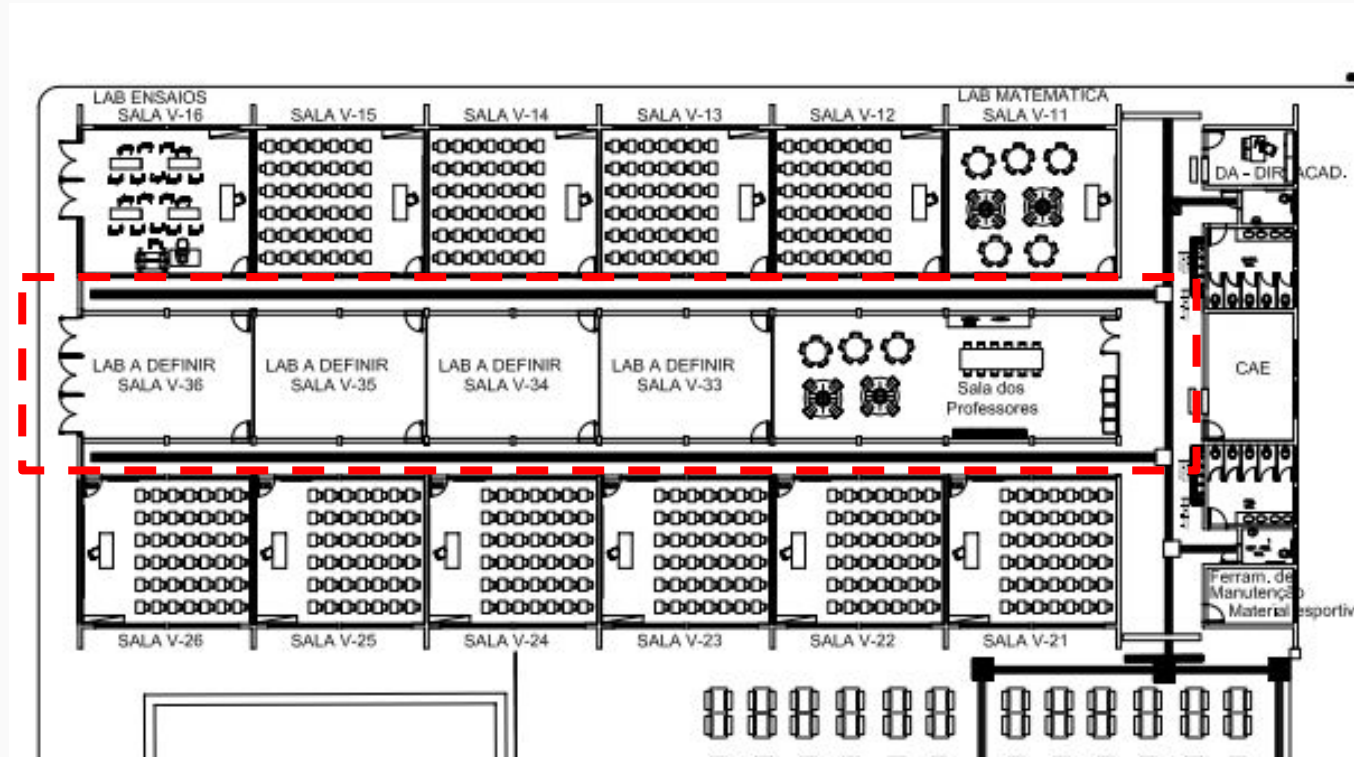 LAB ENSAIOS
SALA V-16
SALA V-15
SALA V-14
SALA V-13
SALA V-12
LAB MATEMATICA
SALA V-11
DA - DIR. ACAD.
LAB A DEFINIR
SALA V-36
LAB A DEFINIR
SALA V-35
LAB A DEFINIR
SALA V-34
LAB A DEFINIR
SALA V-33
Sala dos
Professores
CAE
Ferram. de
Manutenção
Material esportiv
SALA V-26
SALA V-25
SALA V-24
SALA V-23
SALA V-22
SALA V-21